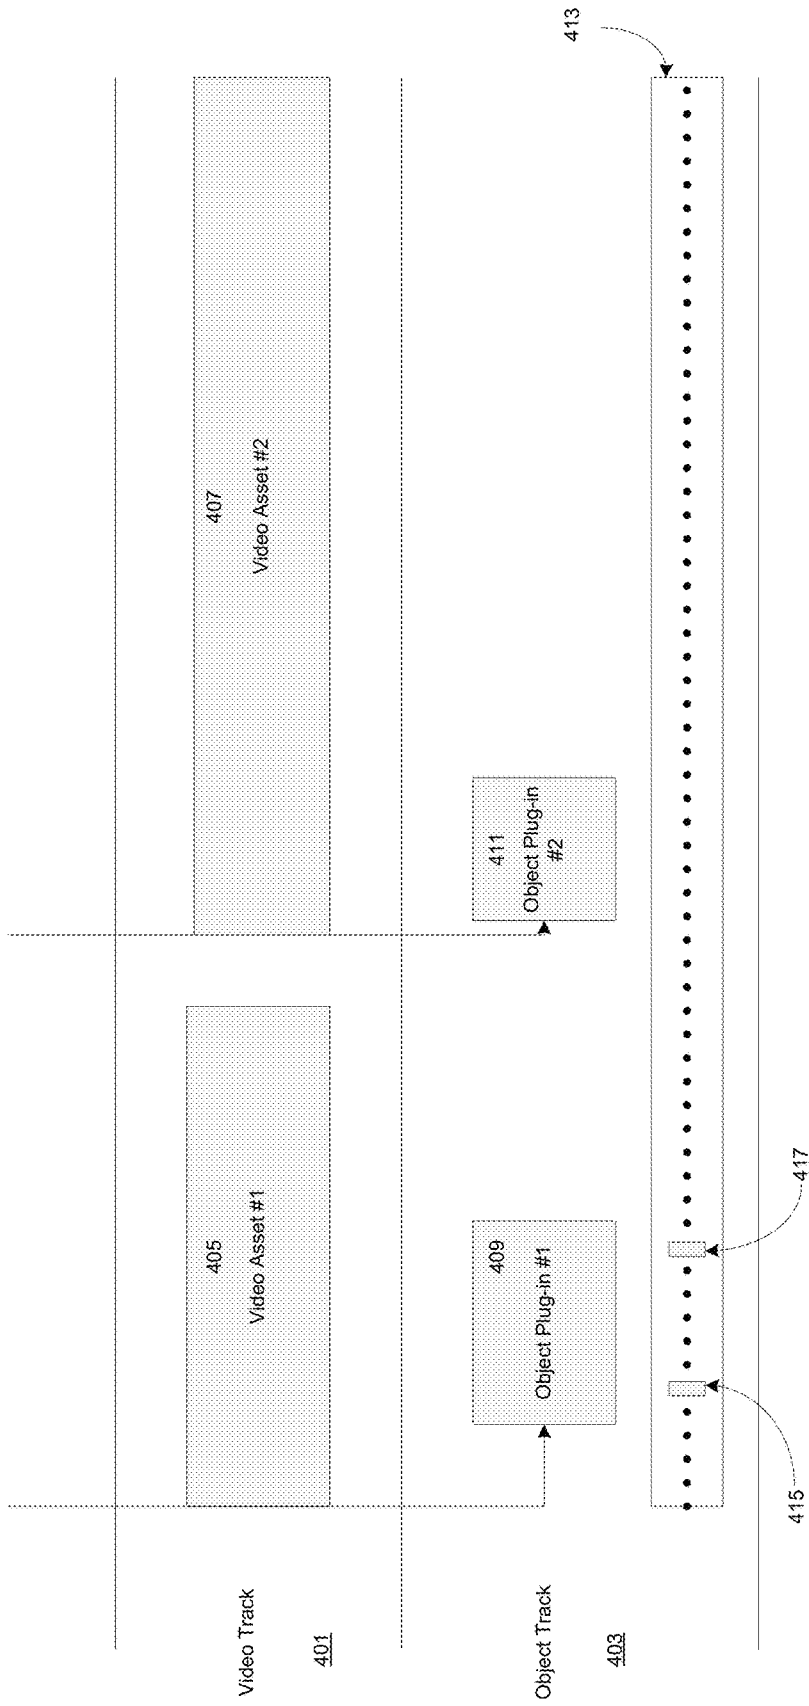 Video Track
401
405
Video Asset #1
407
Video Asset #2
Object Track
403
409
Object Plug-in #1
411
Object Plug-in
#2
413
415
417